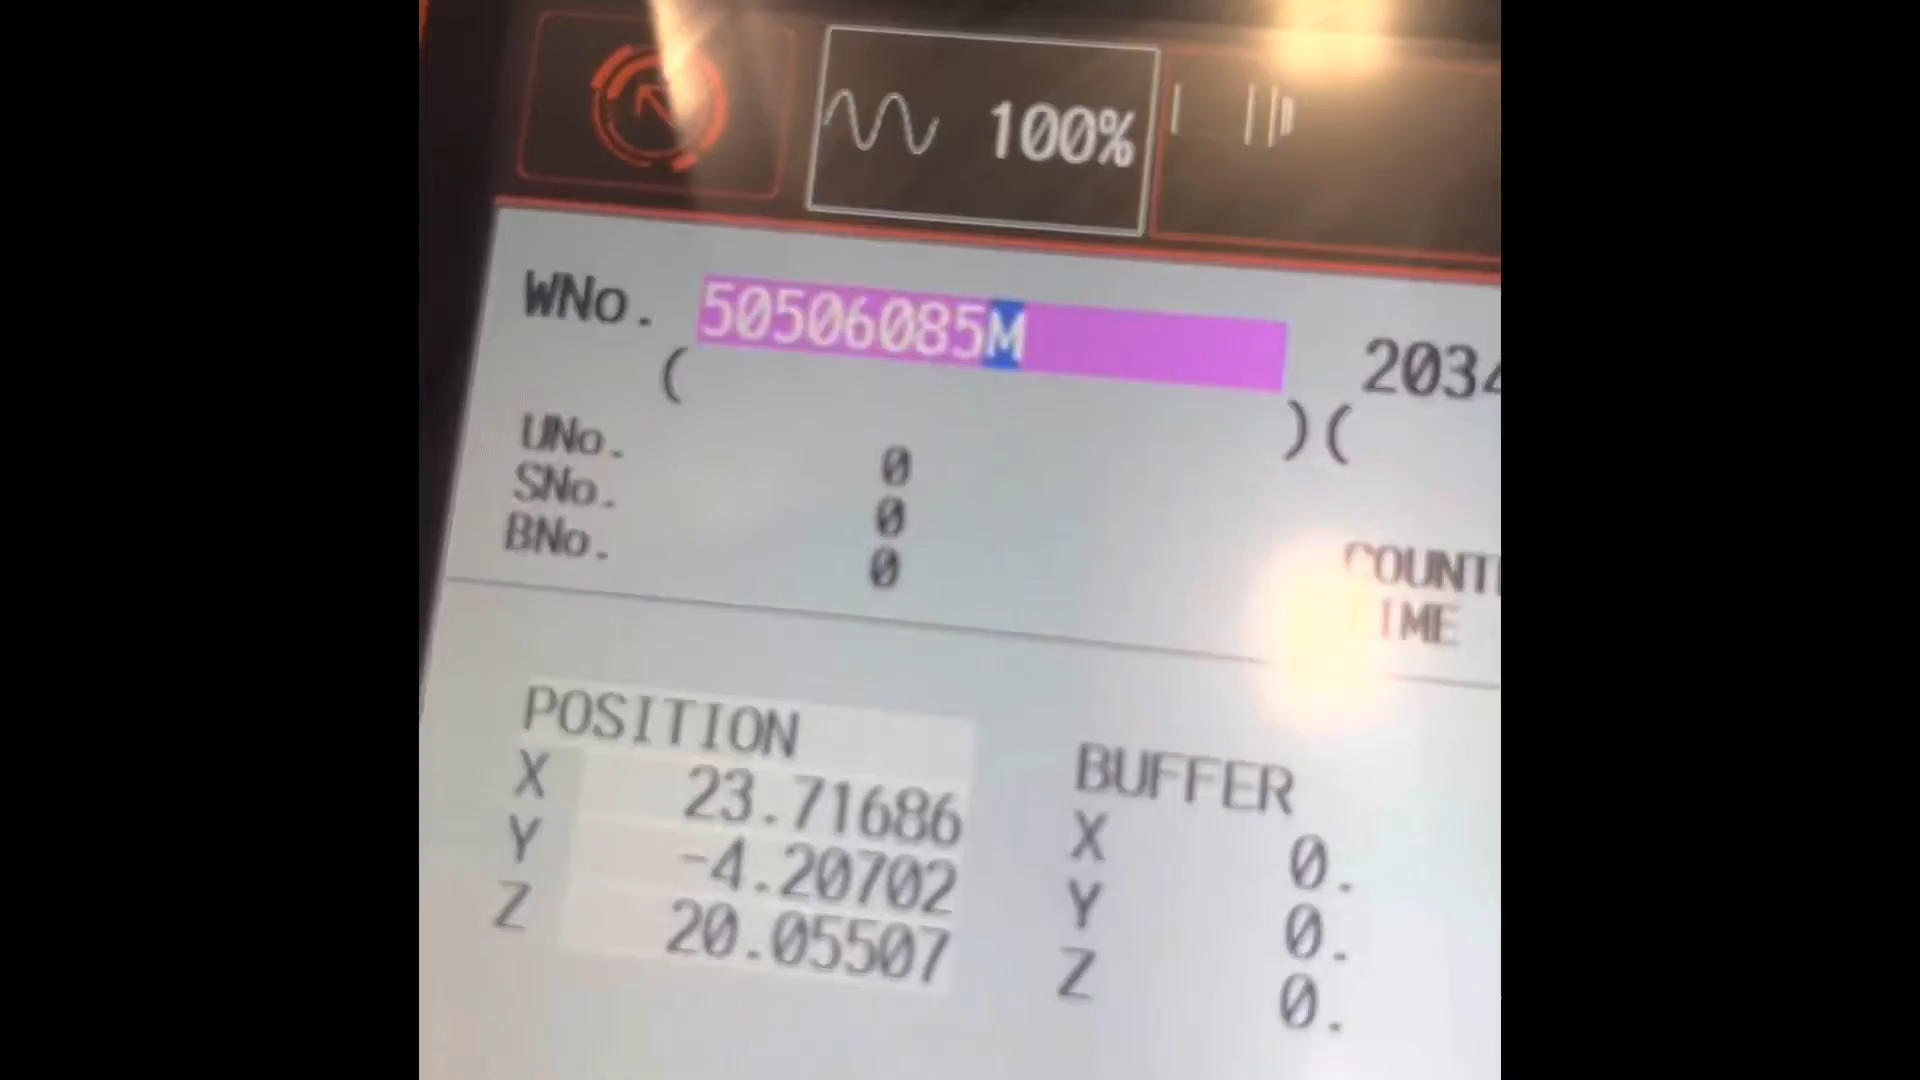 100%
WNo. 50506085M
( )(
UNo. 0
SNo. 0
BNo. 0
TIME
POSITION
X 23.71686
Y -4.20702
Z 20.05507
BUFFER
X 0.
Y 0.
Z 0.